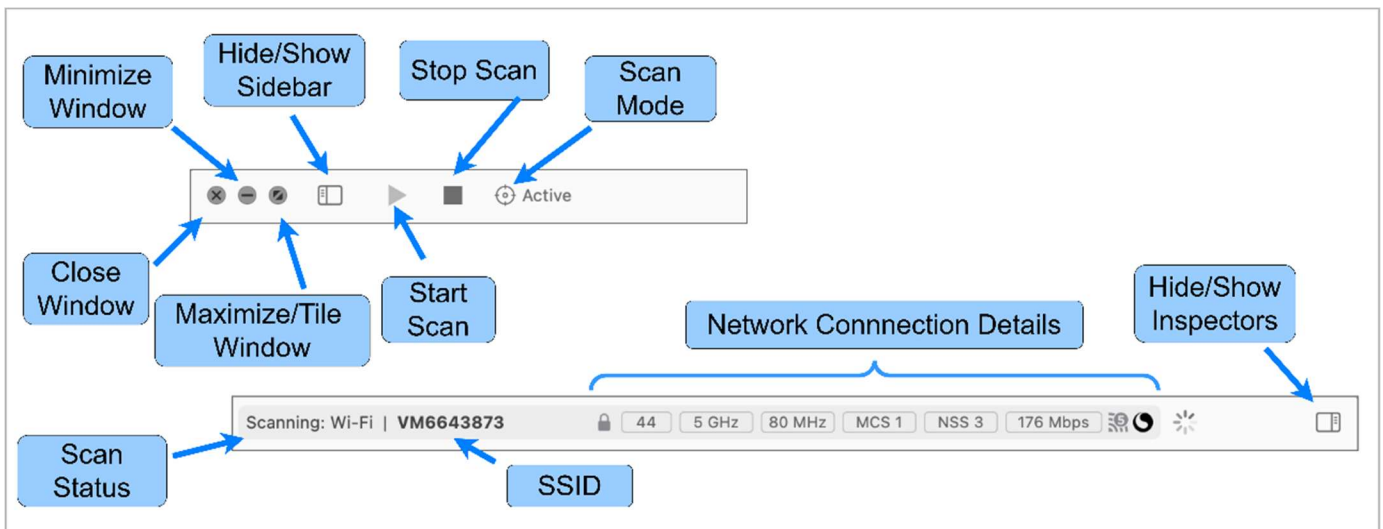 Minimize
Window
Hide/Show
Sidebar
Stop Scan
Scan
Mode
Active
Close
Window
Maximize/Tile
Window
Start
Scan
Network Connnection Details
Hide/Show
Inspectors
Scanning: Wi-Fi | VM6643873 44 5 GHz 80 MHz MCS 1 NSS 3 176 Mbps
Scan
Status
SSID